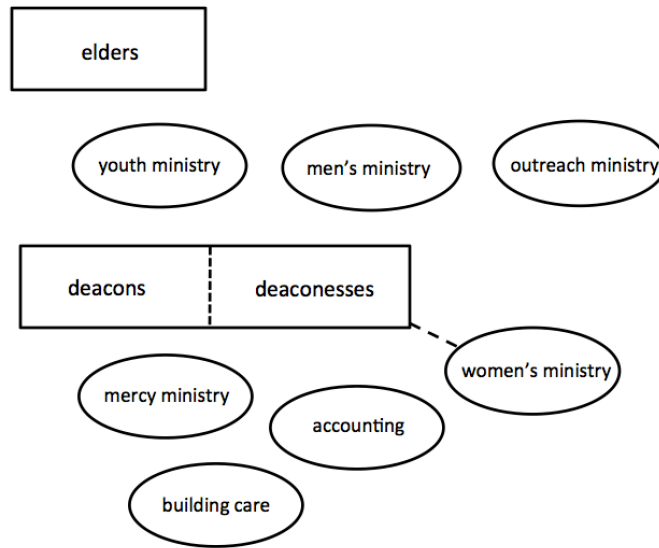 elders
youth ministry
men's ministry
outreach ministry
deacons
deaconesses
women's ministry
mercy ministry
accounting
building care